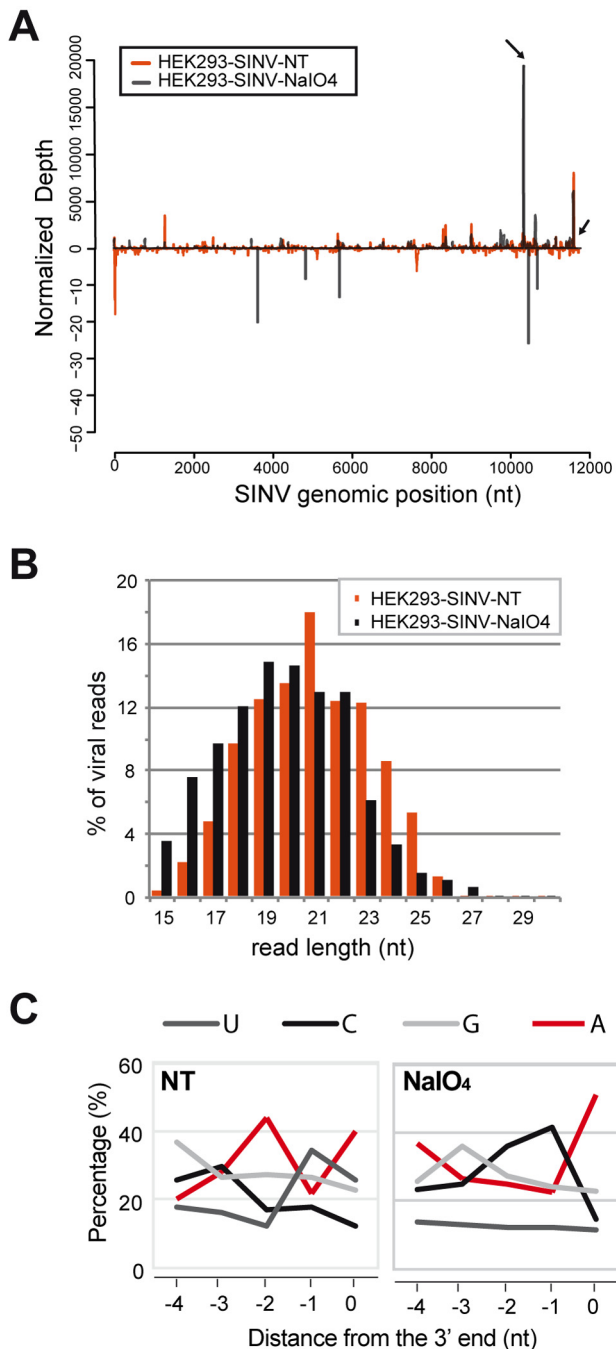 A
HEK293-SINV-NT
HEK293-SINV-NaIO4
Normalized Depth
20000
15000
10000
5000
0
-10
-20
-30
-40
-50
0 2000 4000 6000 8000 10000 12000
SINV genomic position (nt)
B
HEK293-SINV-NT
HEK293-SINV-NaIO4
% of viral reads
20
16
12
8
4
0
15 17 19 21 23 25 27 29
read length (nt)
C
U C G A
NT NaIO4
Percentage (%)
60
40
20
0
-4 -3 -2 -1 0 -4 -3 -2 -1 0
Distance from the 3' end (nt)